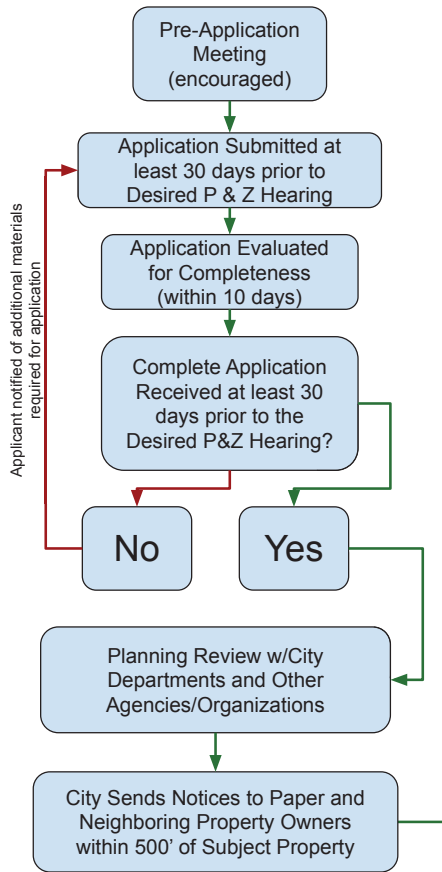 Pre-Application
Meeting
(encouraged)
Application Submitted at
least 30 days prior to
Desired P & Z Hearing
Applicant notified of additional materials
required for application
Application Evaluated
for Completeness
(within 10 days)
Complete Application
Received at least 30
days prior to the
Desired P&Z Hearing?
No
Yes
Planning Review w/City
Departments and Other
Agencies/Organizations
City Sends Notices to Paper and
Neighboring Property Owners
within 500' of Subject Property